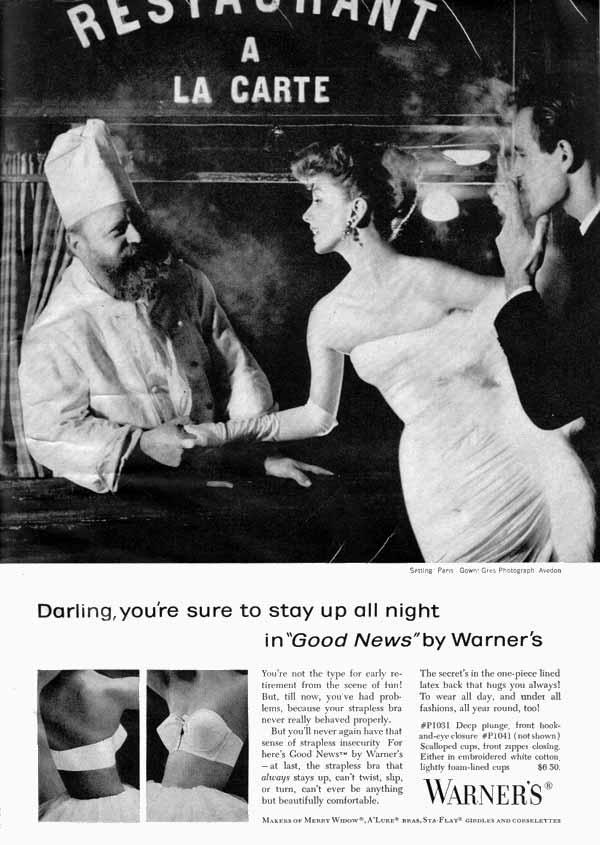 RESTAURANT
A
LA CARTE
Setting: Paris. Gown: Gres Photograph: Avedon
Darling, you're sure to stay up all night
in "Good News" by Warner's
You're not the type for early re-
tirement from the scene of fun!
But, till now, you've had prob-
lems, because your strapless bra
never really behaved properly.
But you'll never again have that
sense of strapless insecurity For
here's Good News™ by Warner's
—at last, the strapless bra that
always stays up, can't twist, slip,
or turn, can't ever be anything
but beautifully comfortable.
The secret's in the one-piece lined
latex back that hugs you always!
To wear all day, and under all
fashions, all year round, too!
#P1031 Deep plunge, front hook-
and-eye closure #P1041 (not shown)
Scalloped cups, front zipper closing.
Either in embroidered white cotton,
lightly foam-lined cups $6.50.
WARNER'S®
MAKERS OF MERRY WIDOW®, A'LURE® BRAS, STA-FLAT® GIRDLES AND CORSELETTES